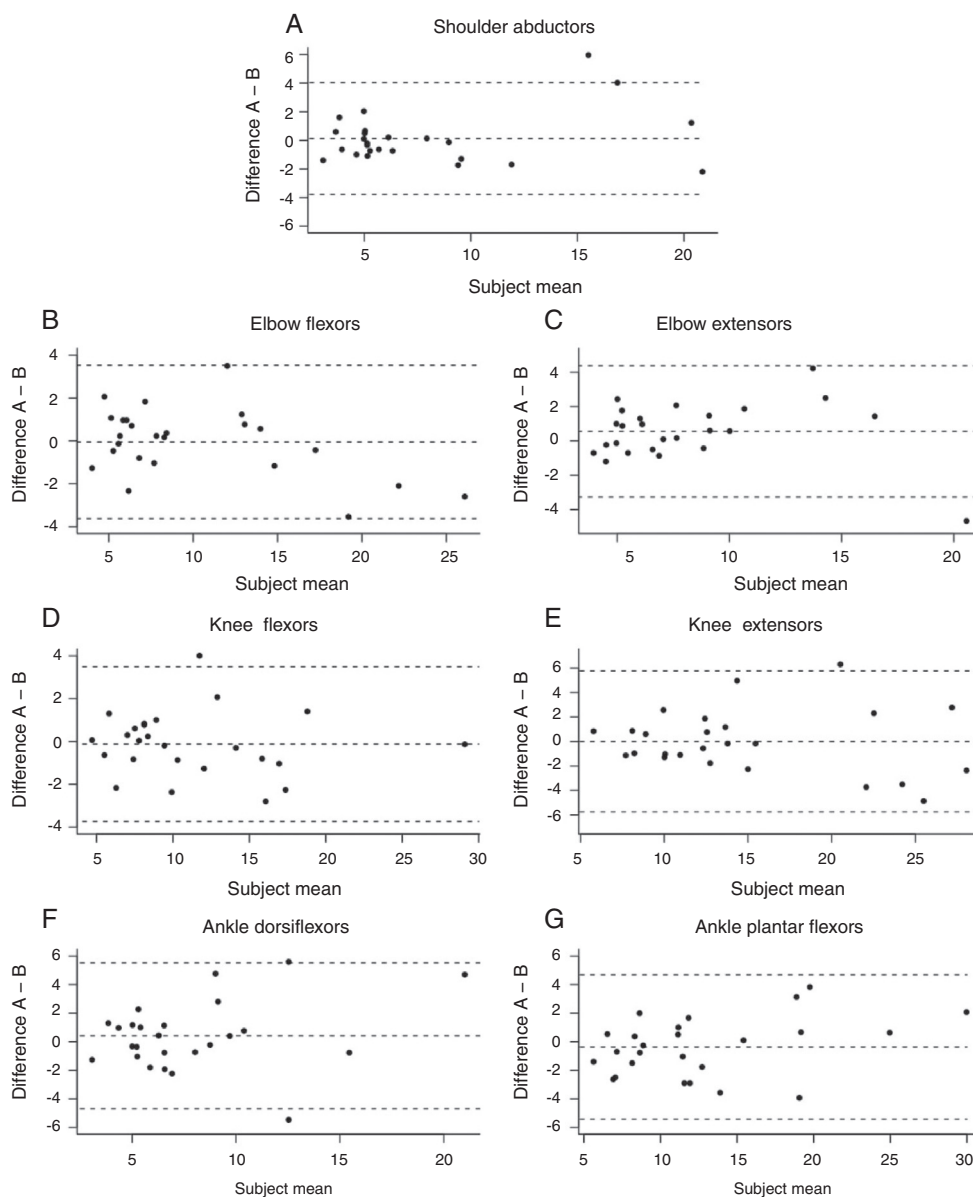 A
Shoulder abductors
Difference A – B
6
4
2
0
-2
-4
-6
5
10
15
20
Subject mean
B
Elbow flexors
Difference A – B
4
2
0
-2
-4
5
10
15
20
25
Subject mean
C
Elbow extensors
Difference A – B
4
2
0
-2
-4
5
10
15
20
Subject mean
D
Knee flexors
Difference A – B
4
2
0
-2
-4
5
10
15
20
25
30
Subject mean
E
Knee extensors
Difference A – B
6
4
2
0
-2
-4
-6
5
10
15
20
25
Subject mean
F
Ankle dorsiflexors
Difference A – B
6
4
2
0
-2
-4
-6
5
10
15
20
Subject mean
G
Ankle plantar flexors
Difference A – B
6
4
2
0
-2
-4
-6
5
10
15
20
25
30
Subject mean